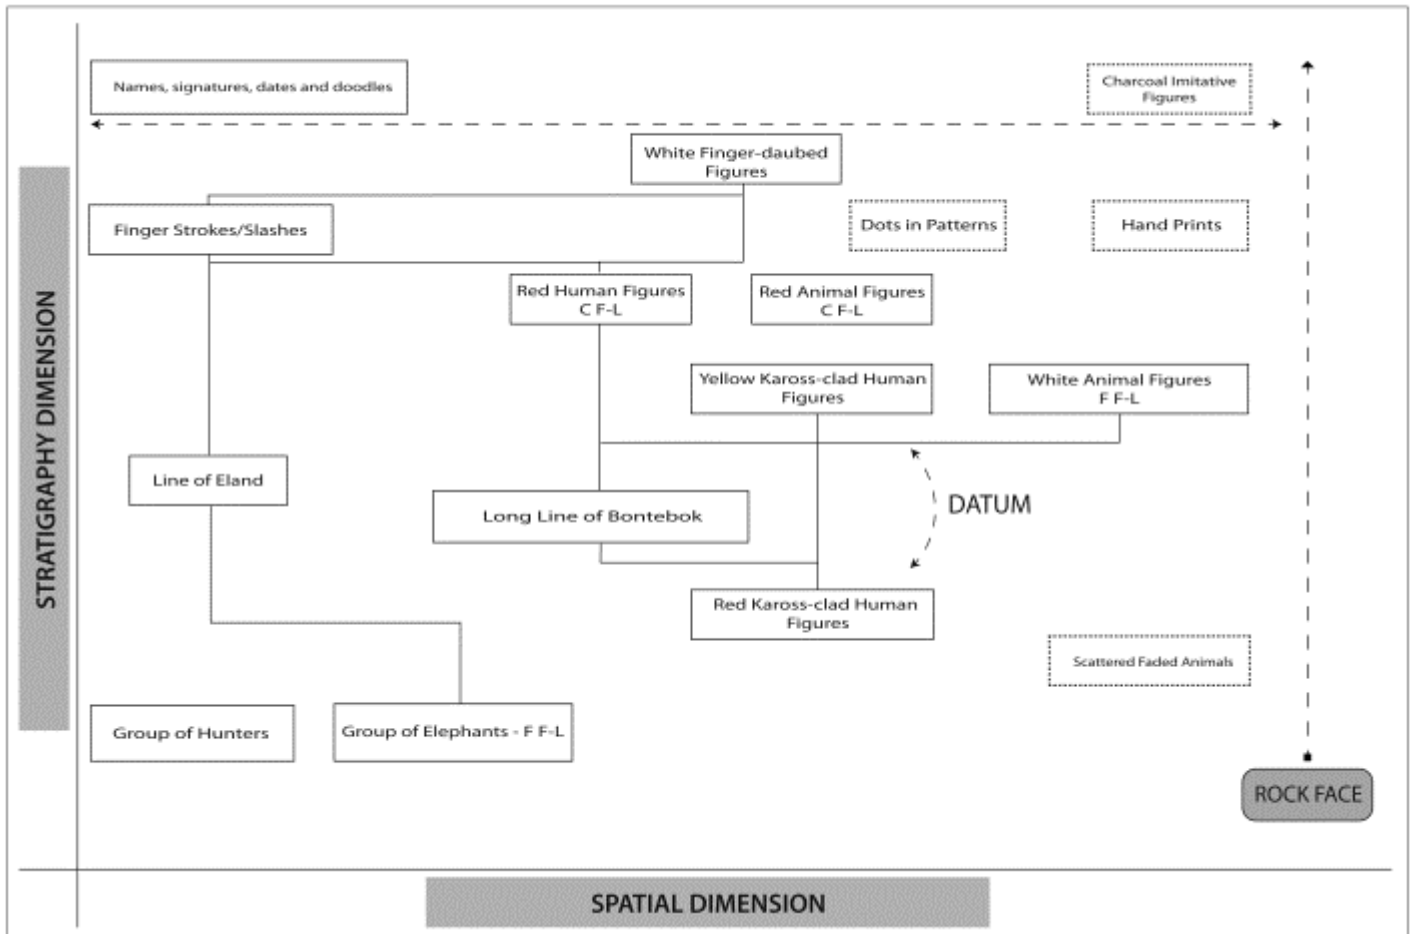 Names, signatures, dates and doodles
Charcoal Imitative
Figures
White Finger-daubed
Figures
Finger Strokes/Slashes
Dots in Patterns
Hand Prints
Red Human Figures
C F-L
Red Animal Figures
C F-L
Yellow Kaross-clad Human
Figures
White Animal Figures
F F-L
Line of Eland
Long Line of Bontebok
DATUM
Red Kaross-clad Human
Figures
Scattered Faded Animals
Group of Hunters
Group of Elephants - F F-L
ROCK FACE
STRATIGRAPHY DIMENSION
SPATIAL DIMENSION